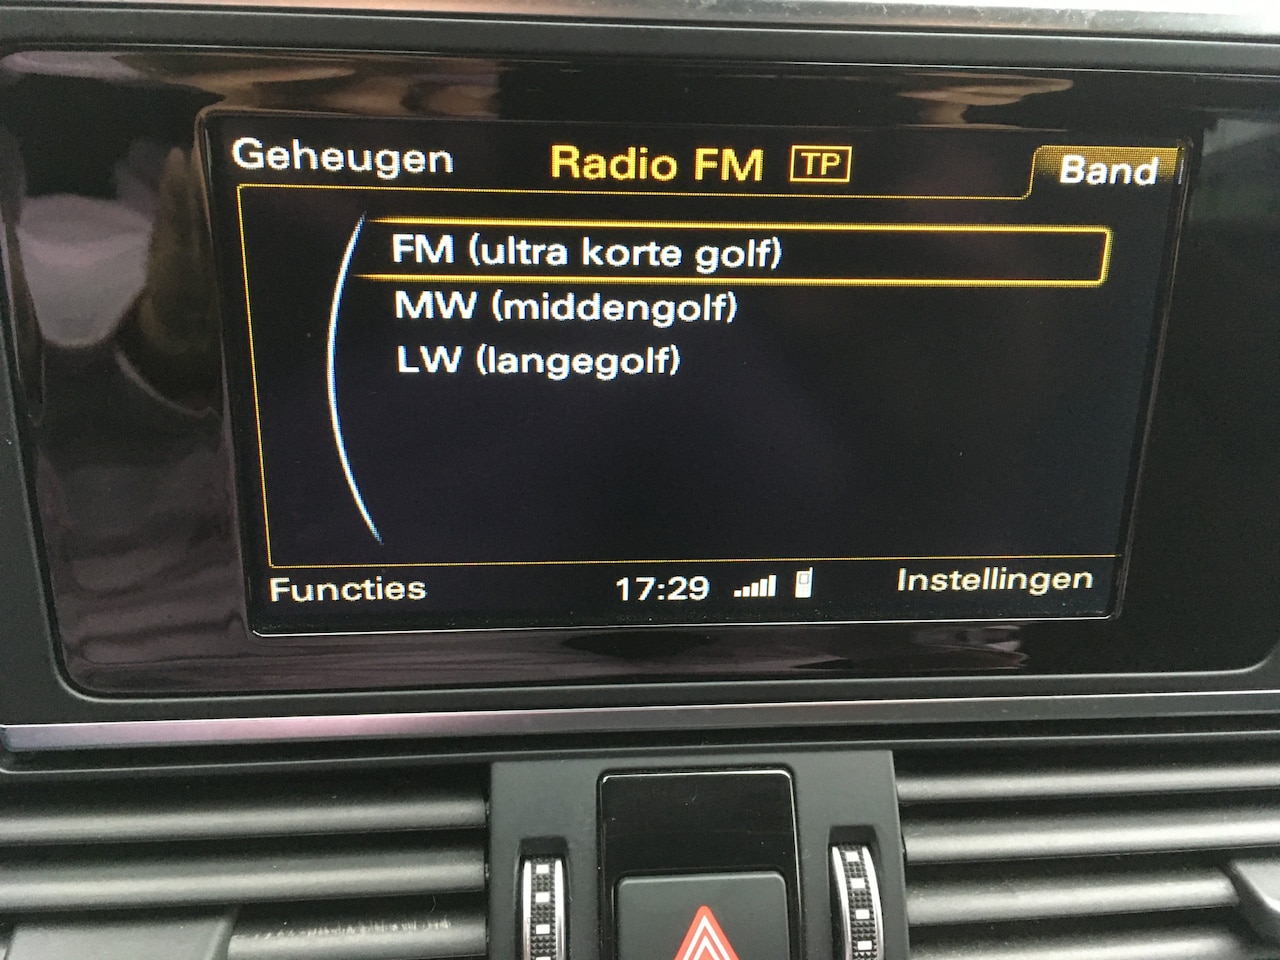 Geheugen
Radio FM TP
Band
FM (ultra korte golf)
MW (middengolf)
LW (langegolf)
Functies
17:29
Instellingen